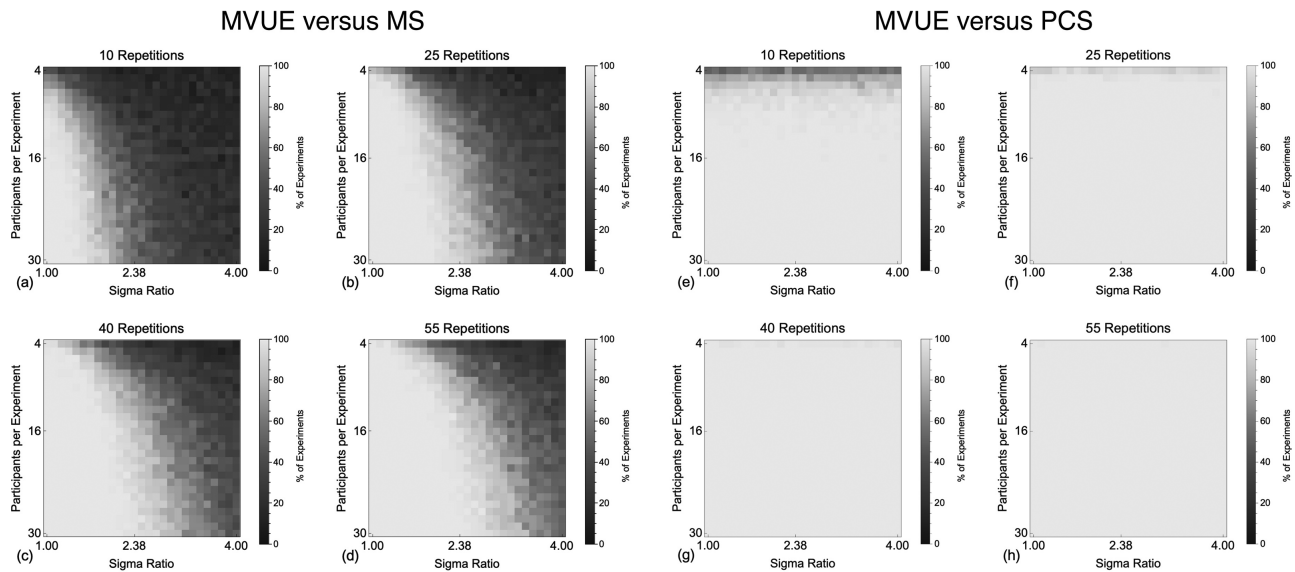 MVUE versus MS
MVUE versus PCS
10 Repetitions
Participants per Experiment
4
16
30
1.00
2.38
4.00
Sigma Ratio
100
80
60
40
20
0
% of Experiments
(a)
25 Repetitions
Participants per Experiment
4
16
30
1.00
2.38
4.00
Sigma Ratio
100
80
60
40
20
0
% of Experiments
(b)
10 Repetitions
Participants per Experiment
4
16
30
1.00
2.38
4.00
Sigma Ratio
100
80
60
40
20
0
% of Experiments
(e)
25 Repetitions
Participants per Experiment
4
16
30
1.00
2.38
4.00
Sigma Ratio
100
80
60
40
20
0
% of Experiments
(f)
40 Repetitions
Participants per Experiment
4
16
30
1.00
2.38
4.00
Sigma Ratio
100
80
60
40
20
0
% of Experiments
(c)
55 Repetitions
Participants per Experiment
4
16
30
1.00
2.38
4.00
Sigma Ratio
100
80
60
40
20
0
% of Experiments
(d)
40 Repetitions
Participants per Experiment
4
16
30
1.00
2.38
4.00
Sigma Ratio
100
80
60
40
20
0
% of Experiments
(g)
55 Repetitions
Participants per Experiment
4
16
30
1.00
2.38
4.00
Sigma Ratio
100
80
60
40
20
0
% of Experiments
(h)